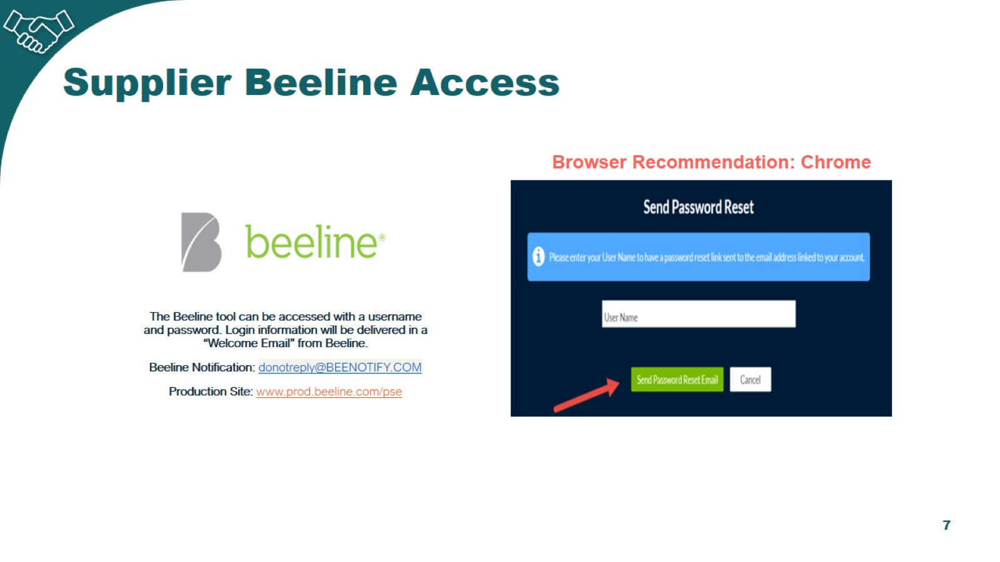 Supplier Beeline Access
Browser Recommendation: Chrome
beeline®
The Beeline tool can be accessed with a username
and password. Login information will be delivered in a
“Welcome Email” from Beeline.
Beeline Notification: donotreply@BEENOTIFY.COM
Production Site: www.prod.beeline.com/pse
Send Password Reset
Please enter your User Name to have a password reset link sent to the email address linked to your account.
User Name
Send Password Reset Email
Cancel
7